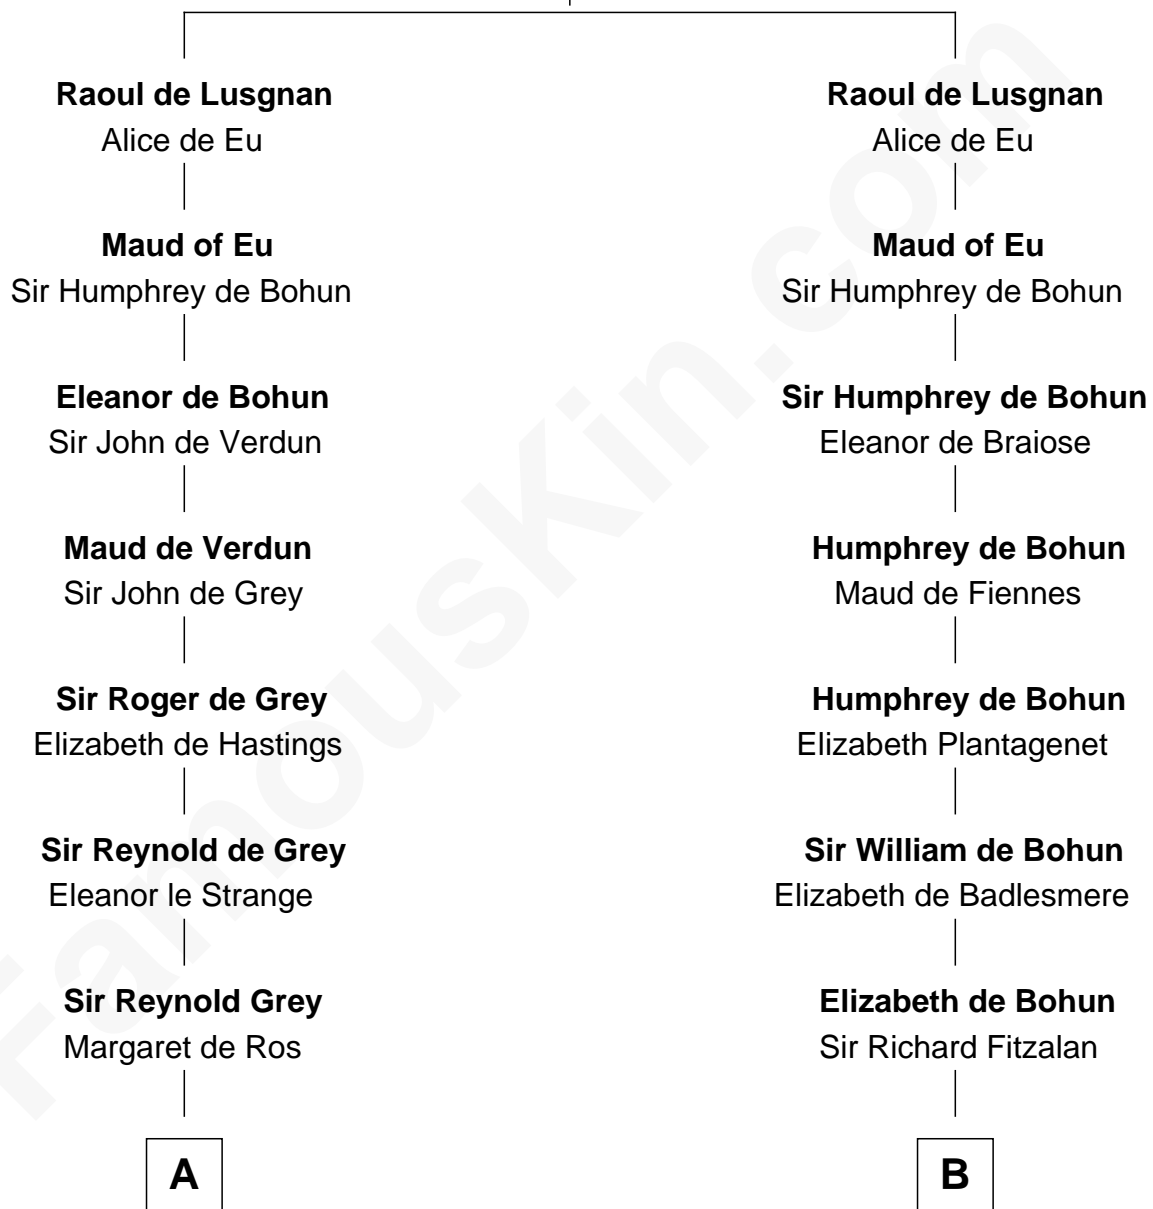 Raoul de Lusgnan
Alice de Eu
Maud of Eu
Sir Humphrey de Bohun
Eleanor de Bohun
Sir John de Verdun
Maud de Verdun
Sir John de Grey
Sir Roger de Grey
Elizabeth de Hastings
Sir Reynold de Grey
Eleanor le Strange
Sir Reynold Grey
Margaret de Ros
A
Raoul de Lusgnan
Alice de Eu
Maud of Eu
Sir Humphrey de Bohun
Sir Humphrey de Bohun
Eleanor de Braiose
Humphrey de Bohun
Maud de Fiennes
Humphrey de Bohun
Elizabeth Plantagenet
Sir William de Bohun
Elizabeth de Badlesmere
Elizabeth de Bohun
Sir Richard Fitzalan
B
FamousKin.com